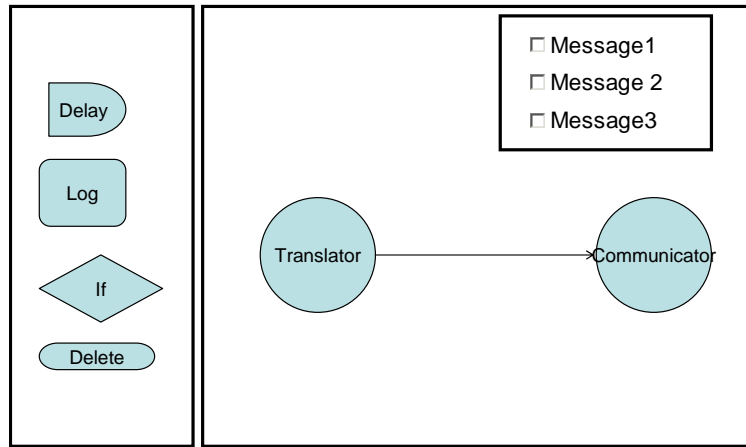 Delay
Log
If
Delete
Message1
Message 2
Message3
Translator
Communicator